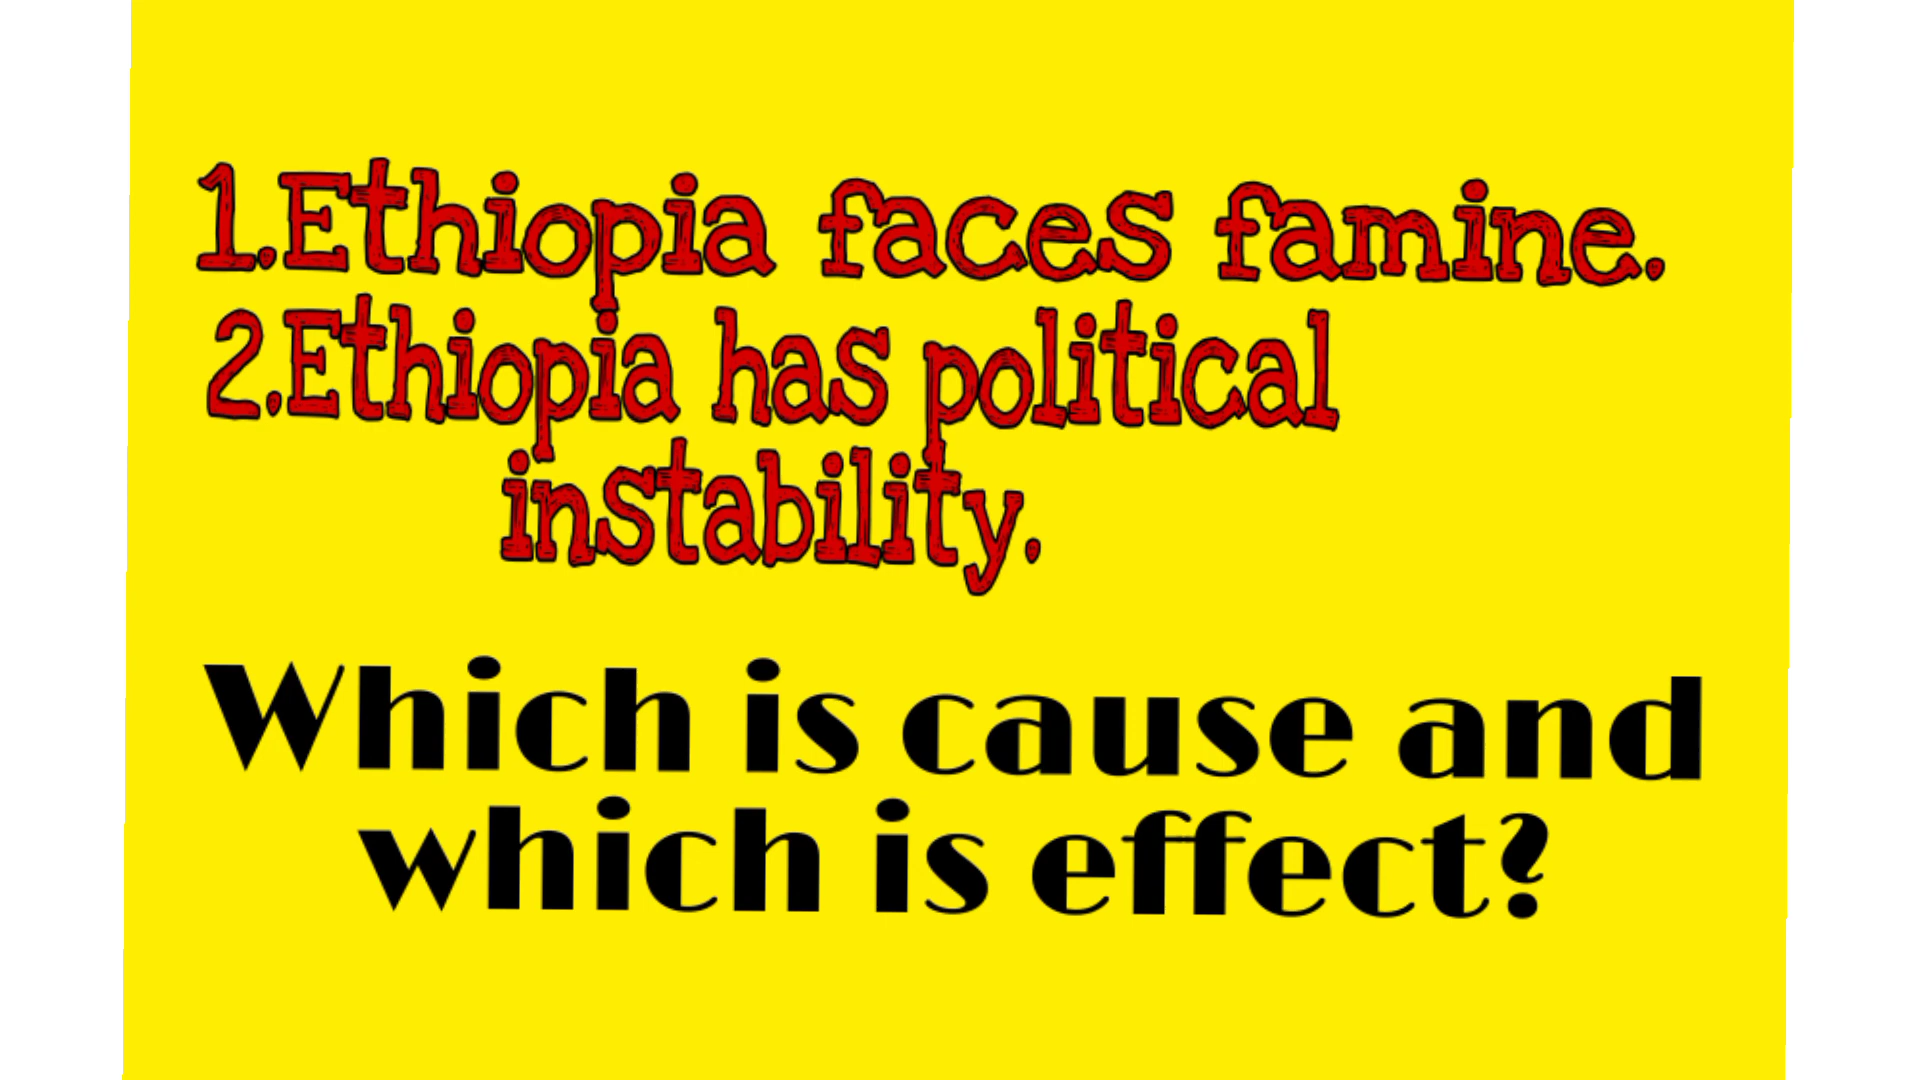 1.Ethiopia faces famine.
2.Ethiopia has political
instability.
Which is cause and
which is effect?